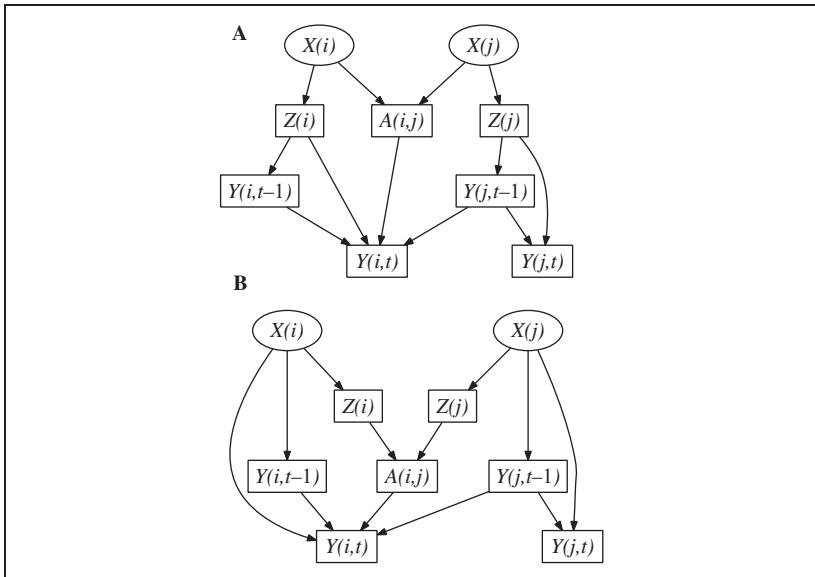 A
X(i) X(j)
Z(i) A(i,j) Z(j)
Y(i,t–1) Y(j,t–1)
Y(i,t) Y(j,t)
B
X(i) X(j)
Z(i) Z(j)
Y(i,t–1) A(i,j) Y(j,t–1)
Y(i,t) Y(j,t)